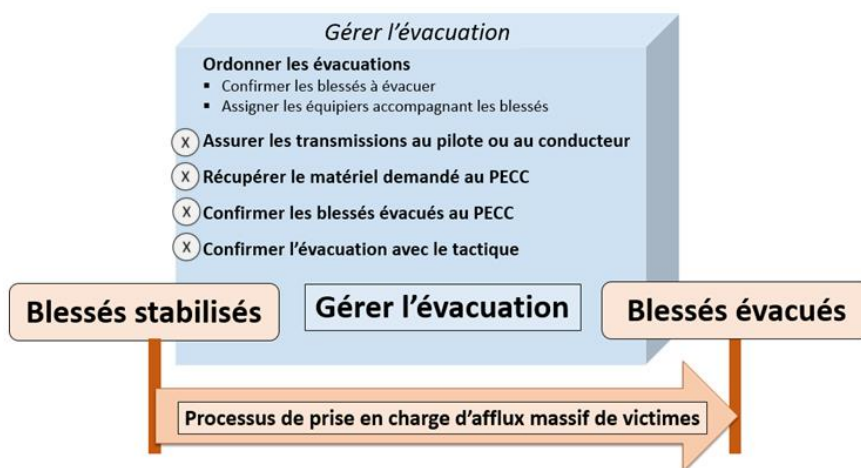 Gérer l’évacuation
Ordonner les évacuations
▪ Confirmer les blessés à évacuer
▪ Assigner les équipiers accompagnant les blessés
X Assurer les transmissions au pilote ou au conducteur
X Récupérer le matériel demandé au PECC
X Confirmer les blessés évacués au PECC
X Confirmer l’évacuation avec le tactique
Blessés stabilisés
Gérer l’évacuation
Blessés évacués
Processus de prise en charge d’afflux massif de victimes